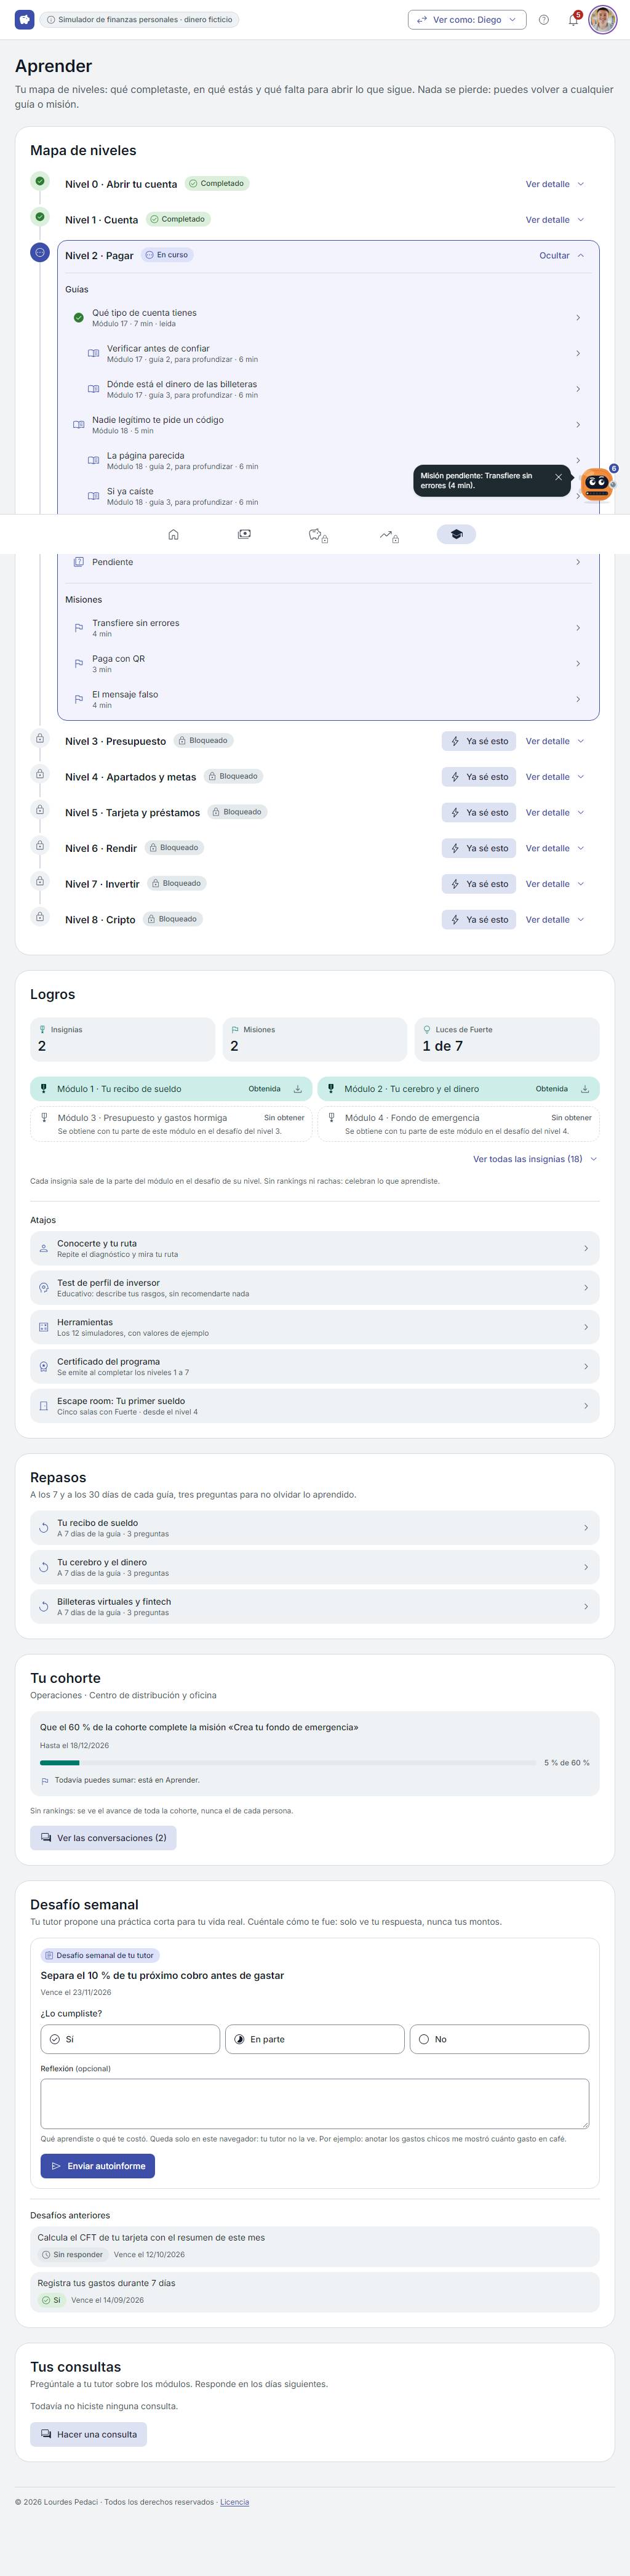 Simulador de finanzas personales · dinero ficticio
Ver como: Diego
5
Aprender
Tu mapa de niveles: qué completaste, en qué estás y qué falta para abrir lo que sigue. Nada se pierde: puedes volver a cualquier
guía o misión.
Mapa de niveles
Nivel 0 · Abrir tu cuenta
Completado
Ver detalle
Nivel 1 · Cuenta
Completado
Ver detalle
Nivel 2 · Pagar
En curso
Ocultar
Guías
Qué tipo de cuenta tienes
Módulo 17 · 7 min · leída
Verificar antes de confiar
Módulo 17 · guía 2, para profundizar · 6 min
Dónde está el dinero de las billeteras
Módulo 17 · guía 3, para profundizar · 6 min
Nadie legítimo te pide un código
Módulo 18 · 5 min
La página parecida
Módulo 18 · guía 2, para profundizar · 6 min
Si ya caíste
Módulo 18 · guía 3, para profundizar · 6 min
Misión pendiente: Transfiere sin
errores (4 min).
6
Pendiente
Misiones
Transfiere sin errores
4 min
Paga con QR
3 min
El mensaje falso
4 min
Nivel 3 · Presupuesto
Bloqueado
Ya sé esto
Ver detalle
Nivel 4 · Apartados y metas
Bloqueado
Ya sé esto
Ver detalle
Nivel 5 · Tarjeta y préstamos
Bloqueado
Ya sé esto
Ver detalle
Nivel 6 · Rendir
Bloqueado
Ya sé esto
Ver detalle
Nivel 7 · Invertir
Bloqueado
Ya sé esto
Ver detalle
Nivel 8 · Cripto
Bloqueado
Ya sé esto
Ver detalle
Logros
Insignias
2
Misiones
2
Luces de Fuerte
1 de 7
Módulo 1 · Tu recibo de sueldo
Obtenida
Módulo 2 · Tu cerebro y el dinero
Obtenida
Módulo 3 · Presupuesto y gastos hormiga
Sin obtener
Se obtiene con tu parte de este módulo en el desafío del nivel 3.
Módulo 4 · Fondo de emergencia
Sin obtener
Se obtiene con tu parte de este módulo en el desafío del nivel 4.
Ver todas las insignias (18)
Cada insignia sale de la parte del módulo en el desafío de su nivel. Sin rankings ni rachas: celebran lo que aprendiste.
Atajos
Conocerte y tu ruta
Repite el diagnóstico y mira tu ruta
Test de perfil de inversor
Educativo: describe tus rasgos, sin recomendarte nada
Herramientas
Los 12 simuladores, con valores de ejemplo
Certificado del programa
Se emite al completar los niveles 1 a 7
Escape room: Tu primer sueldo
Cinco salas con Fuerte · desde el nivel 4
Repasos
A los 7 y a los 30 días de cada guía, tres preguntas para no olvidar lo aprendido.
Tu recibo de sueldo
A 7 días de la guía · 3 preguntas
Tu cerebro y el dinero
A 7 días de la guía · 3 preguntas
Billeteras virtuales y fintech
A 7 días de la guía · 3 preguntas
Tu cohorte
Operaciones · Centro de distribución y oficina
Que el 60 % de la cohorte complete la misión «Crea tu fondo de emergencia»
Hasta el 18/12/2026
5 % de 60 %
Todavía puedes sumar: está en Aprender.
Sin rankings: se ve el avance de toda la cohorte, nunca el de cada persona.
Ver las conversaciones (2)
Desafío semanal
Tu tutor propone una práctica corta para tu vida real. Cuéntale cómo te fue: solo ve tu respuesta, nunca tus montos.
Desafío semanal de tu tutor
Separa el 10 % de tu próximo cobro antes de gastar
Vence el 23/11/2026
¿Lo cumpliste?
Sí
En parte
No
Reflexión (opcional)
Qué aprendiste o qué te costó. Queda solo en este navegador: tu tutor no la ve. Por ejemplo: anotar los gastos chicos me mostró cuánto gasto en café.
Enviar autoinforme
Desafíos anteriores
Calcula el CFT de tu tarjeta con el resumen de este mes
Sin responder
Vence el 12/10/2026
Registra tus gastos durante 7 días
Sí
Vence el 14/09/2026
Tus consultas
Pregúntale a tu tutor sobre los módulos. Responde en los días siguientes.
Todavía no hiciste ninguna consulta.
Hacer una consulta
© 2026 Lourdes Pedaci · Todos los derechos reservados · Licencia